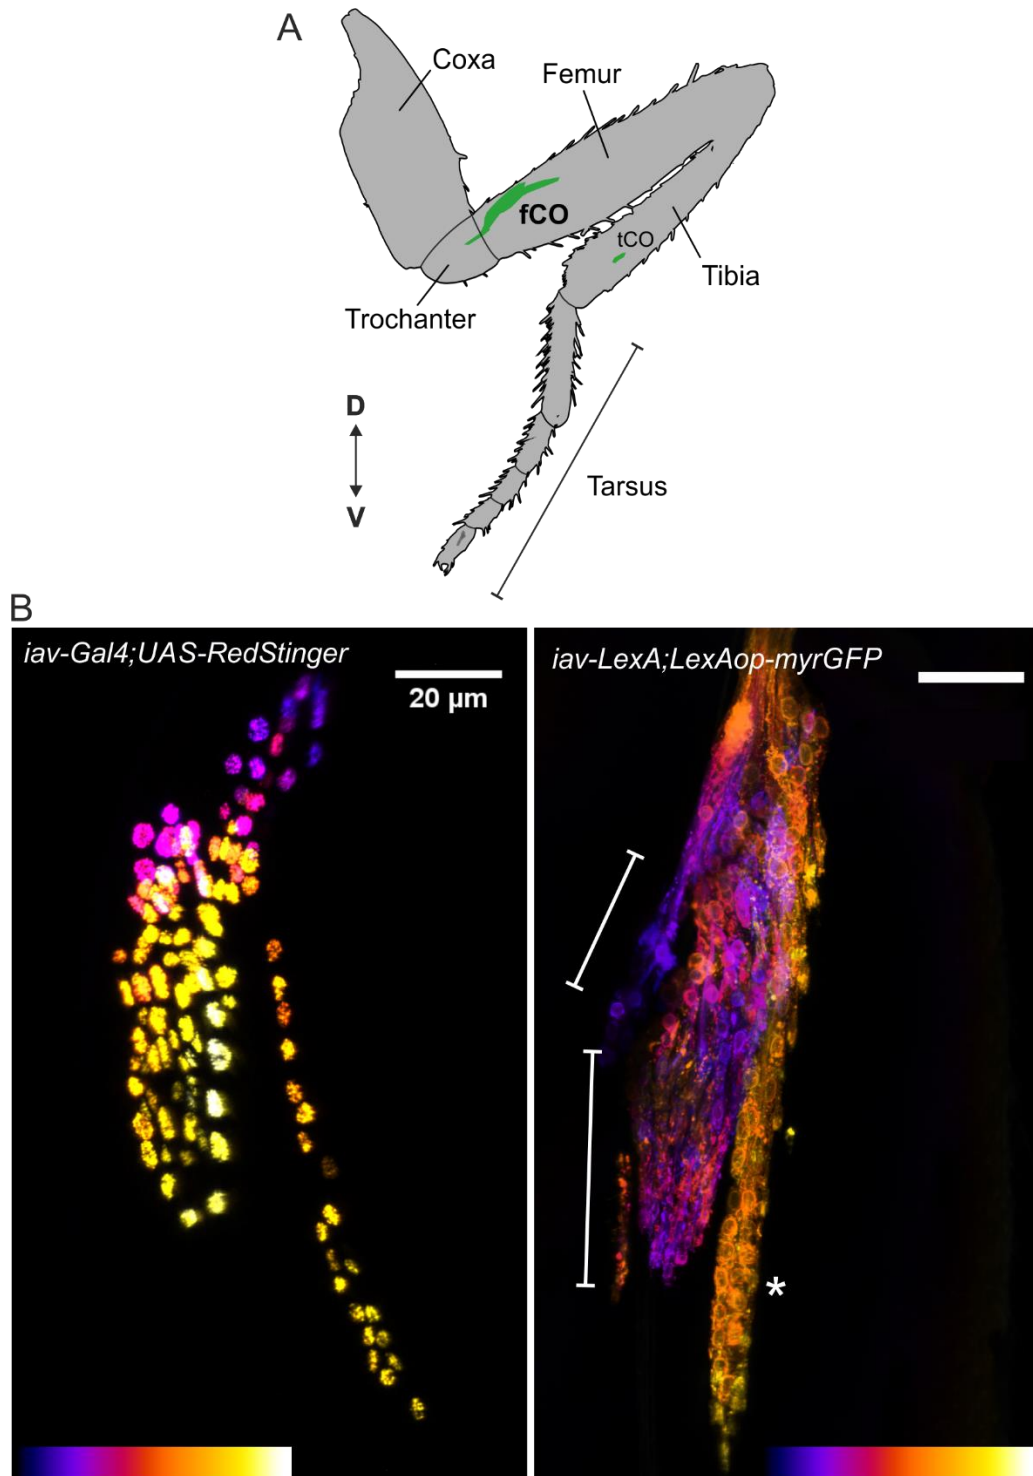 A
Coxa
Femur
fCO
tCO
Tibia
Trochanter
D
V
Tarsus
B
iav-Gal4;UAS-RedStinger
20 µm
iav-LexA;LexAop-myrGFP
*